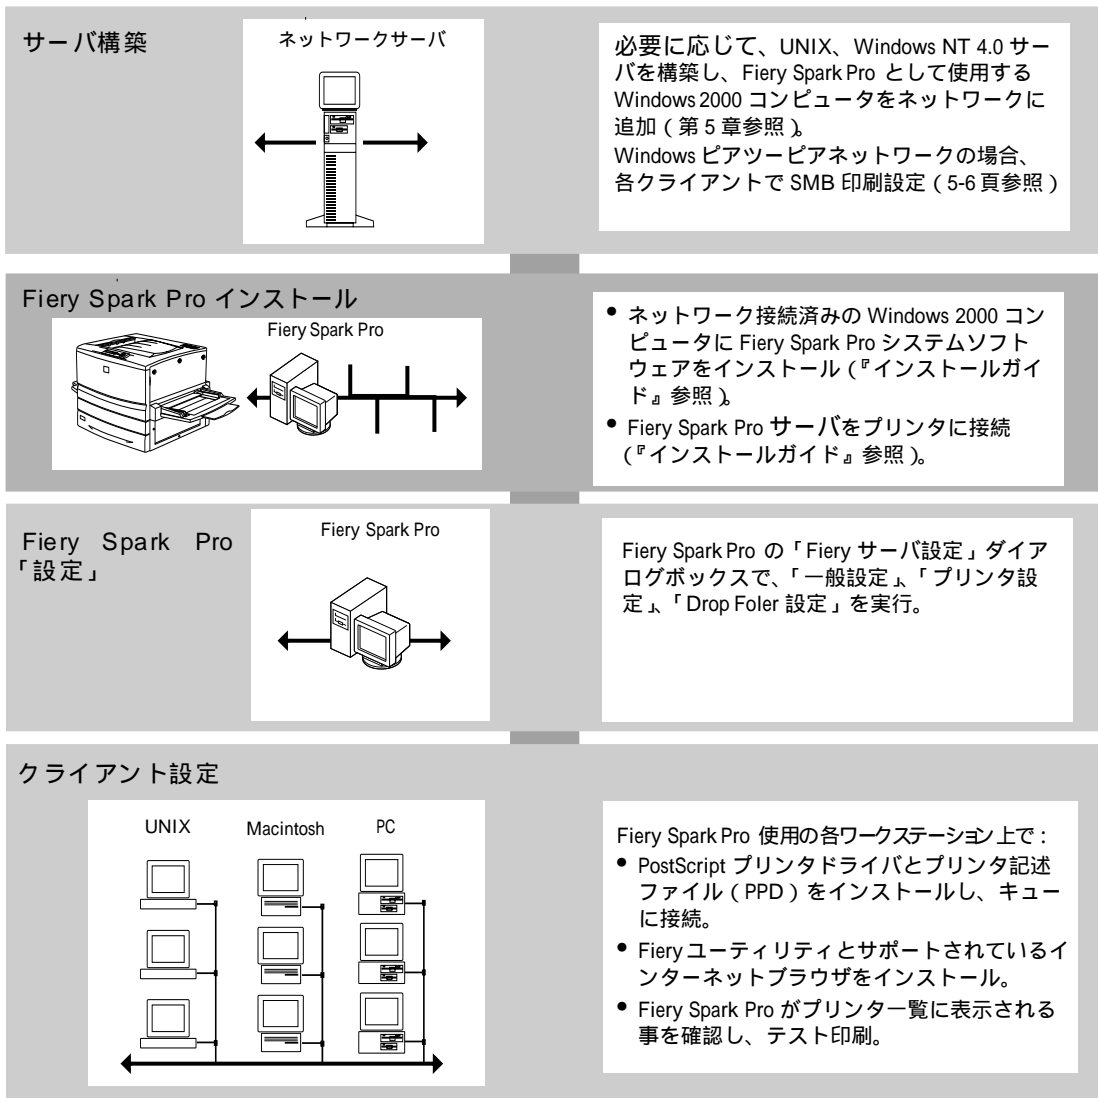 サーバ構築
ネットワークサーバ
必要に応じて、UNIX、Windows NT 4.0 サー
バを構築し、Fiery Spark Pro として使用する
Windows 2000 コンピュータをネットワークに
追加（第 5 章参照）。
Windows ピアツーピアネットワークの場合、
各クライアントで SMB 印刷設定（5-6 頁参照）
Fiery Spark Pro インストール
Fiery Spark Pro
• ネットワーク接続済みの Windows 2000 コン
ピュータに Fiery Spark Pro システムソフト
ウェアをインストール（『インストールガイ
ド』参照）。
• Fiery Spark Pro サーバをプリンタに接続
（『インストールガイド』参照）。
Fiery Spark Pro
「設定」
Fiery Spark Pro
Fiery Spark Pro の「Fiery サーバ設定」ダイア
ログボックスで、「一般設定」、「プリンタ設
定」、「Drop Foler 設定」を実行。
クライアント設定
UNIX Macintosh PC
Fiery Spark Pro 使用の各ワークステーション上で：
• PostScript プリンタドライバとプリンタ記述
ファイル（PPD）をインストールし、キュー
に接続。
• Fiery ユーティリティとサポートされているイ
ンターネットブラウザをインストール。
• Fiery Spark Pro がプリンタ一覧に表示される
事を確認し、テスト印刷。